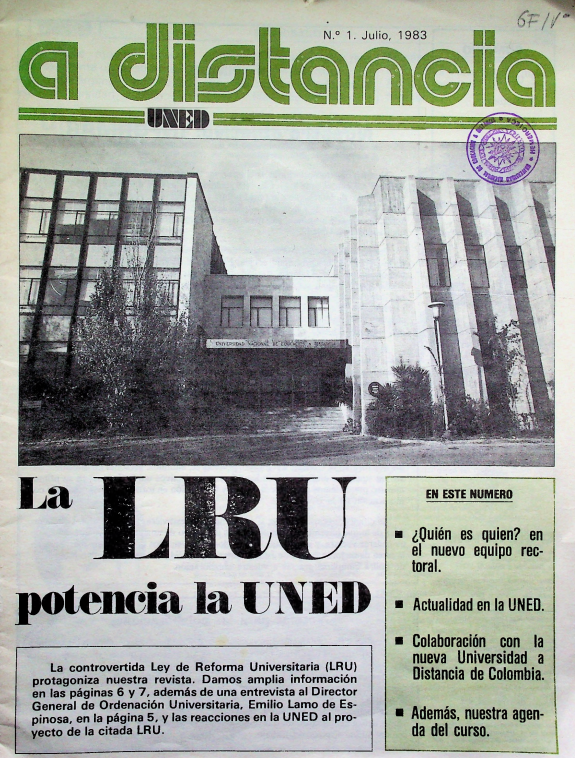 6F/1º
N.º 1. Julio, 1983
a distancia
UNED
UNIVERSIDAD NACIONAL DE EDUCACION A DISTANCIA
La LRU
potencia la UNED
La controvertida Ley de Reforma Universitaria (LRU)
protagoniza nuestra revista. Damos amplia información
en las páginas 6 y 7, además de una entrevista al Director
General de Ordenación Universitaria, Emilio Lamo de Es-
pinosa, en la página 5, y las reacciones en la UNED al pro-
yecto de la citada LRU.
EN ESTE NUMERO
■ ¿Quién es quien? en
el nuevo equipo rec-
toral.
■ Actualidad en la UNED.
■ Colaboración con la
nueva Universidad a
Distancia de Colombia.
■ Además, nuestra agen-
da del curso.